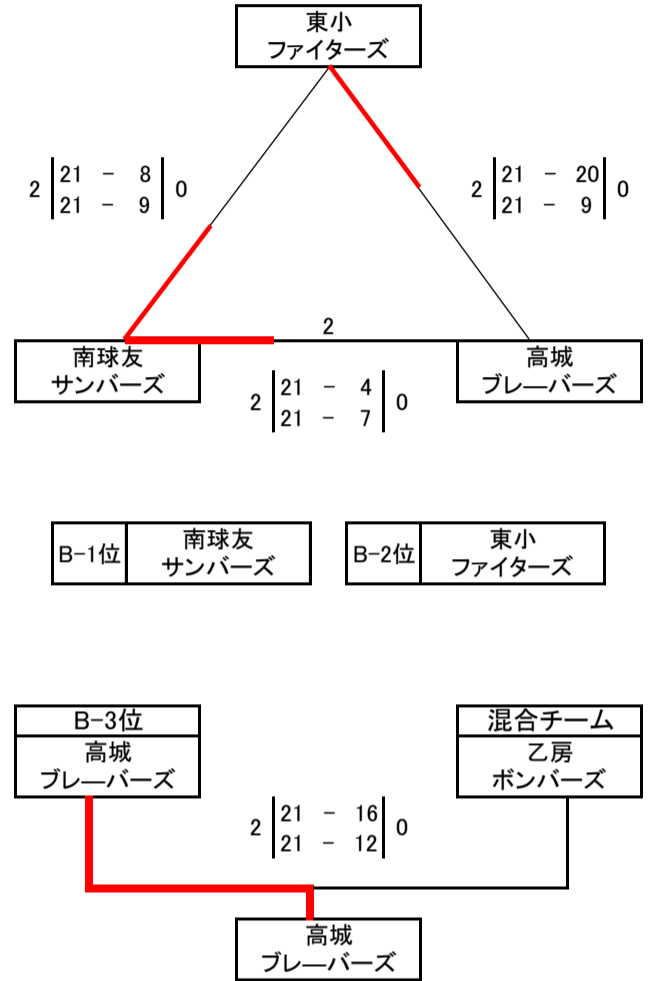 東小
ファイターズ
2 21 － 8 0
21 － 9
2 21 － 20 0
21 － 9
2
南球友
サンバーズ
高城
ブレ―バーズ
2 21 － 4 0
21 － 7
B-1位
南球友
サンバーズ
B-2位
東小
ファイターズ
B-3位
高城
ブレ―バーズ
混合チーム
乙房
ボンバーズ
2 21 － 16 0
21 － 12
高城
ブレ―バーズ